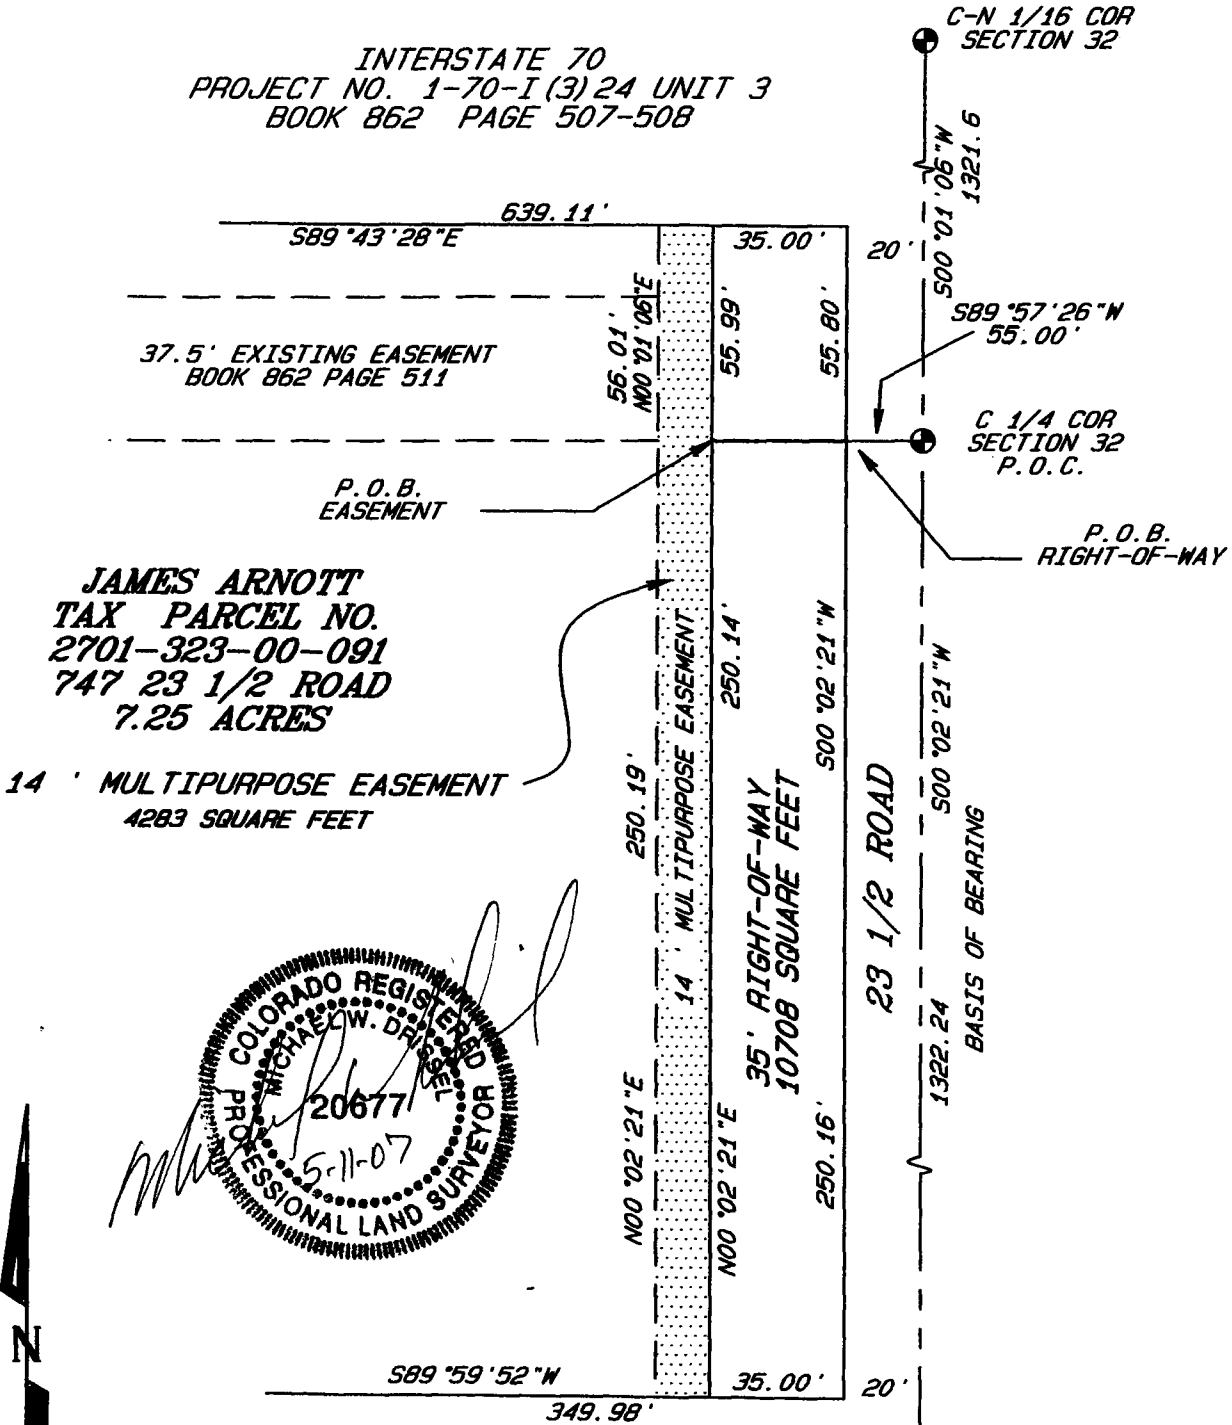 C-N 1/16 COR
SECTION 32
INTERSTATE 70
PROJECT NO. 1-70-I(3)24 UNIT 3
BOOK 862 PAGE 507-508
S00°01'06"W
1321.6
639.11'
S89°43'28"E
35.00'
20'
S89°57'26"W
55.00'
37.5' EXISTING EASEMENT
BOOK 862 PAGE 511
56.01'
N00°01'06"E
55.99'
55.80'
C 1/4 COR
SECTION 32
P.O.C.
P.O.B.
EASEMENT
P.O.B.
RIGHT-OF-WAY
JAMES ARNOTT
TAX PARCEL NO.
2701-323-00-091
747 23 1/2 ROAD
7.25 ACRES
14 ' MULTIPURPOSE EASEMENT
4283 SQUARE FEET
250.19'
N00°02'21"E
14 ' MULTIPURPOSE EASEMENT
250.14'
N00°02'21"E
35' RIGHT-OF-WAY
10708 SQUARE FEET
S00°02'21"W
250.16'
23 1/2 ROAD
S00°02'21"W
1322.24
BASIS OF BEARING
COLORADO REGISTERED
MICHAEL W. DRISSEL
20677
5-11-07
PROFESSIONAL LAND SURVEYOR
N
S89°59'52"W
349.98'
35.00'
20'